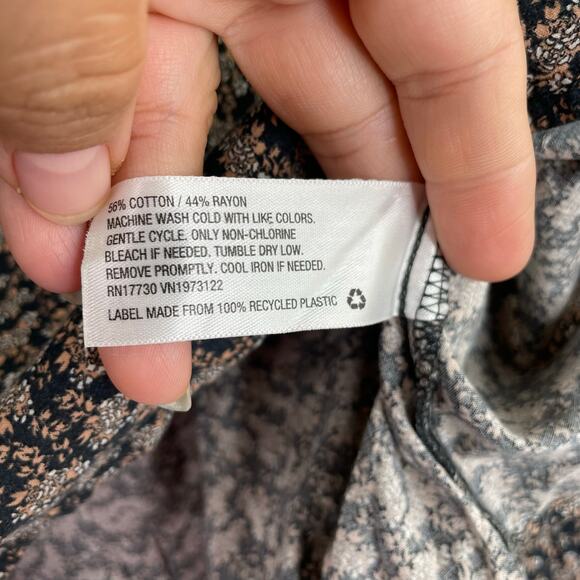 56% COTTON / 44% RAYON
MACHINE WASH COLD WITH LIKE COLORS.
GENTLE CYCLE. ONLY NON-CHLORINE
BLEACH IF NEEDED. TUMBLE DRY LOW.
REMOVE PROMPTLY. COOL IRON IF NEEDED.
RN17730 VN1973122
LABEL MADE FROM 100% RECYCLED PLASTIC